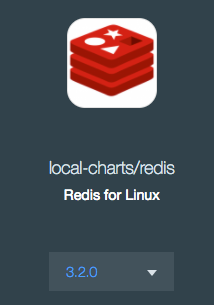 local-charts/redis
Redis for Linux
3.2.0